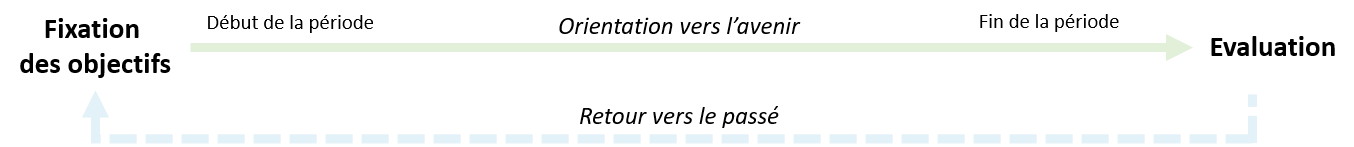 Fixation
des objectifs
Début de la période
Orientation vers l’avenir
Fin de la période
Evaluation
Retour vers le passé